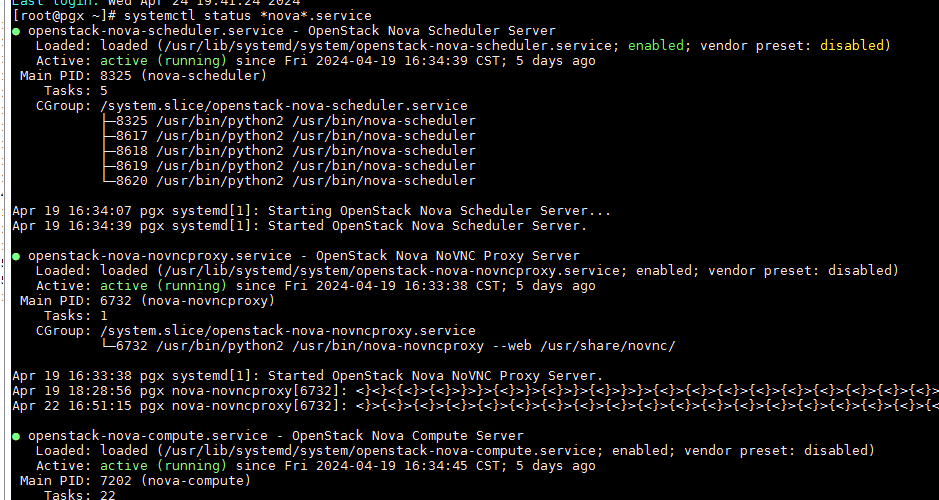 Last login: Wed Apr 24 19:41:24 2024
[root@pgx ~]# systemctl status *nova*.service
● openstack-nova-scheduler.service - OpenStack Nova Scheduler Server
Loaded: loaded (/usr/lib/systemd/system/openstack-nova-scheduler.service; enabled; vendor preset: disabled)
Active: active (running) since Fri 2024-04-19 16:34:39 CST; 5 days ago
Main PID: 8325 (nova-scheduler)
Tasks: 5
CGroup: /system.slice/openstack-nova-scheduler.service
├─8325 /usr/bin/python2 /usr/bin/nova-scheduler
├─8617 /usr/bin/python2 /usr/bin/nova-scheduler
├─8618 /usr/bin/python2 /usr/bin/nova-scheduler
├─8619 /usr/bin/python2 /usr/bin/nova-scheduler
└─8620 /usr/bin/python2 /usr/bin/nova-scheduler
Apr 19 16:34:07 pgx systemd[1]: Starting OpenStack Nova Scheduler Server...
Apr 19 16:34:39 pgx systemd[1]: Started OpenStack Nova Scheduler Server.
● openstack-nova-novncproxy.service - OpenStack Nova NoVNC Proxy Server
Loaded: loaded (/usr/lib/systemd/system/openstack-nova-novncproxy.service; enabled; vendor preset: disabled)
Active: active (running) since Fri 2024-04-19 16:33:38 CST; 5 days ago
Main PID: 6732 (nova-novncproxy)
Tasks: 1
CGroup: /system.slice/openstack-nova-novncproxy.service
└─6732 /usr/bin/python2 /usr/bin/nova-novncproxy --web /usr/share/novnc/
Apr 19 16:33:38 pgx systemd[1]: Started OpenStack Nova NoVNC Proxy Server.
Apr 19 18:28:56 pgx nova-novncproxy[6732]: <}<}<{<}>{<}>}>}>{<}>}>{<}>{<}>}>}>{<}>{<}>{<}>{<}>{<}>{<}>{<}>
Apr 22 16:51:15 pgx nova-novncproxy[6732]: <}>{<}>{<}>{<}>{<}>{<}>{<}>{<}>{<}>{<}>{<}>{<}>{<}>{<}>{<}>{<
● openstack-nova-compute.service - OpenStack Nova Compute Server
Loaded: loaded (/usr/lib/systemd/system/openstack-nova-compute.service; enabled; vendor preset: disabled)
Active: active (running) since Fri 2024-04-19 16:34:45 CST; 5 days ago
Main PID: 7202 (nova-compute)
Tasks: 22